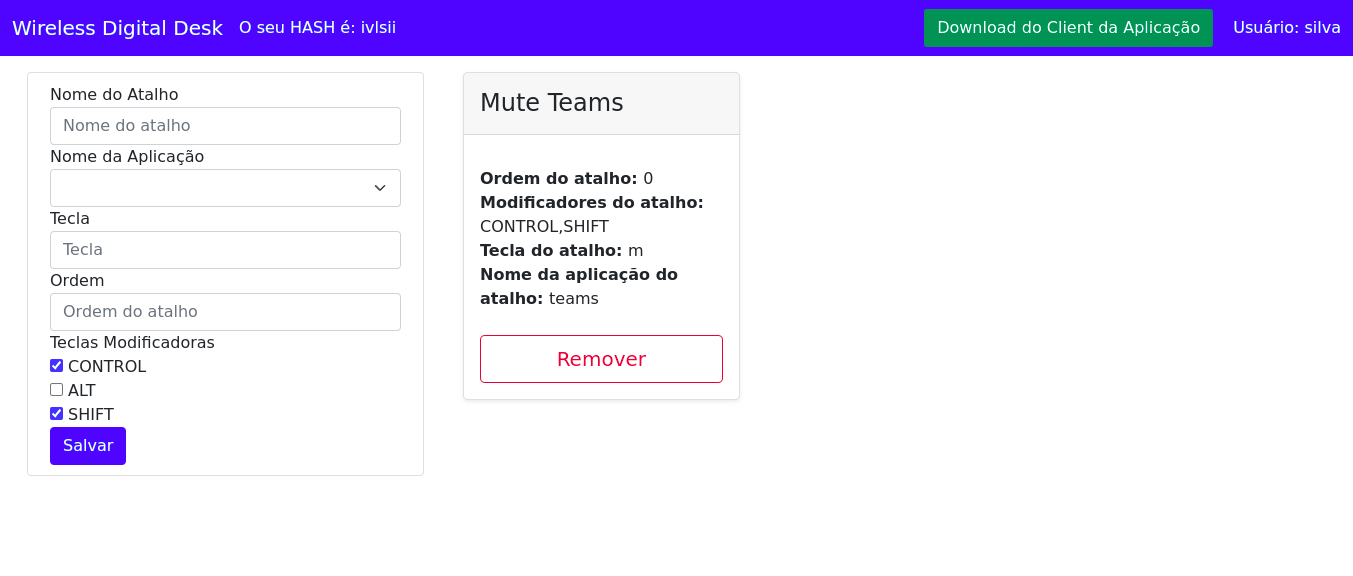 Wireless Digital Desk O seu HASH é: ivlsii Download do Client da Aplicação Usuário: silva
Nome do Atalho
Nome do atalho
Nome da Aplicação
Tecla
Tecla
Ordem
Ordem do atalho
Teclas Modificadoras
CONTROL
ALT
SHIFT
Salvar
Mute Teams
Ordem do atalho: 0
Modificadores do atalho:
CONTROL,SHIFT
Tecla do atalho: m
Nome da aplicação do
atalho: teams
Remover